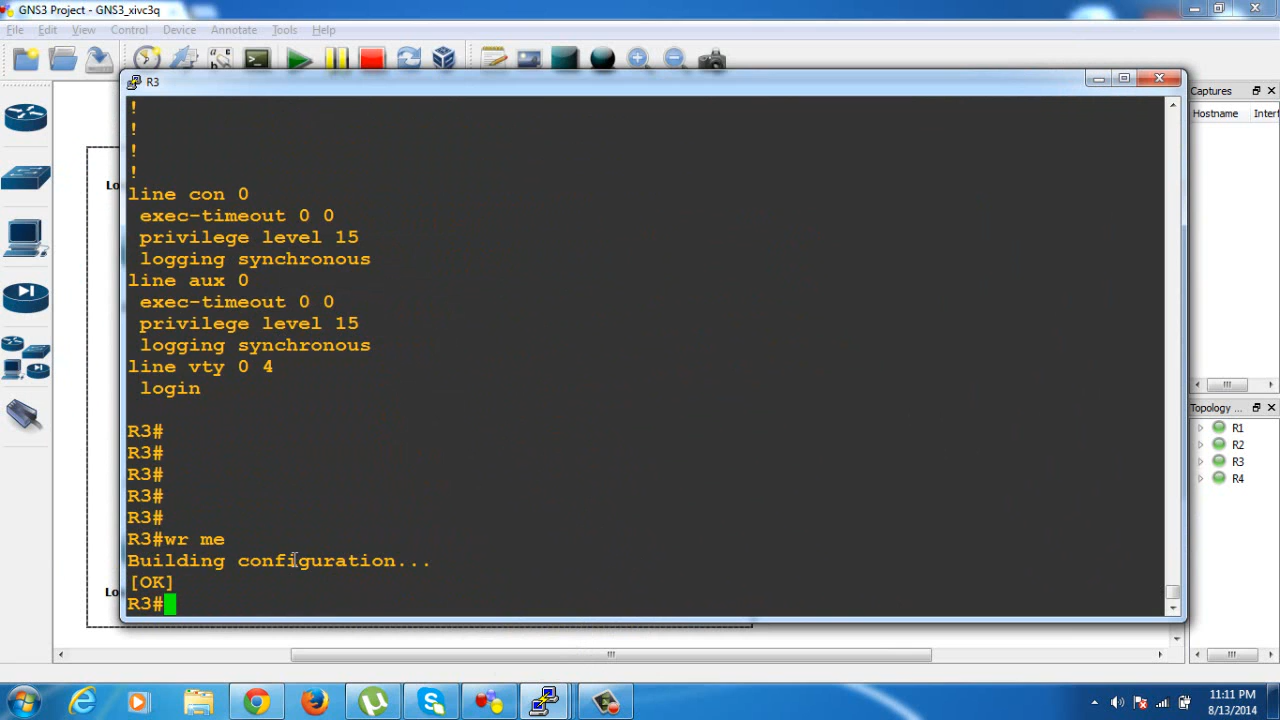 GNS3 Project - GNS3_xivc3q
File Edit View Control Device Annotate Tools Help
R3
!
!
!
!
line con 0
exec-timeout 0 0
privilege level 15
logging synchronous
line aux 0
exec-timeout 0 0
privilege level 15
logging synchronous
line vty 0 4
login
R3#
R3#
R3#
R3#
R3#
R3#wr me
Building configuration...
[OK]
R3#
Lo
Lo
Captures
Hostname Interf
Topology ...
R1
R2
R3
R4
11:11 PM
8/13/2014